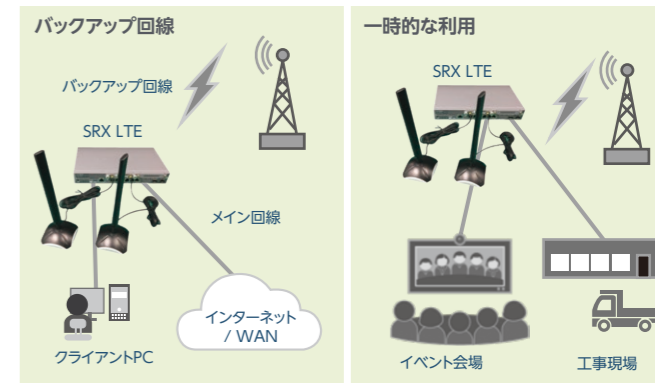 バックアップ回線
バックアップ回線
SRX LTE
メイン回線
インターネット
/ WAN
クライアントPC
一時的な利用
SRX LTE
イベント会場
工事現場